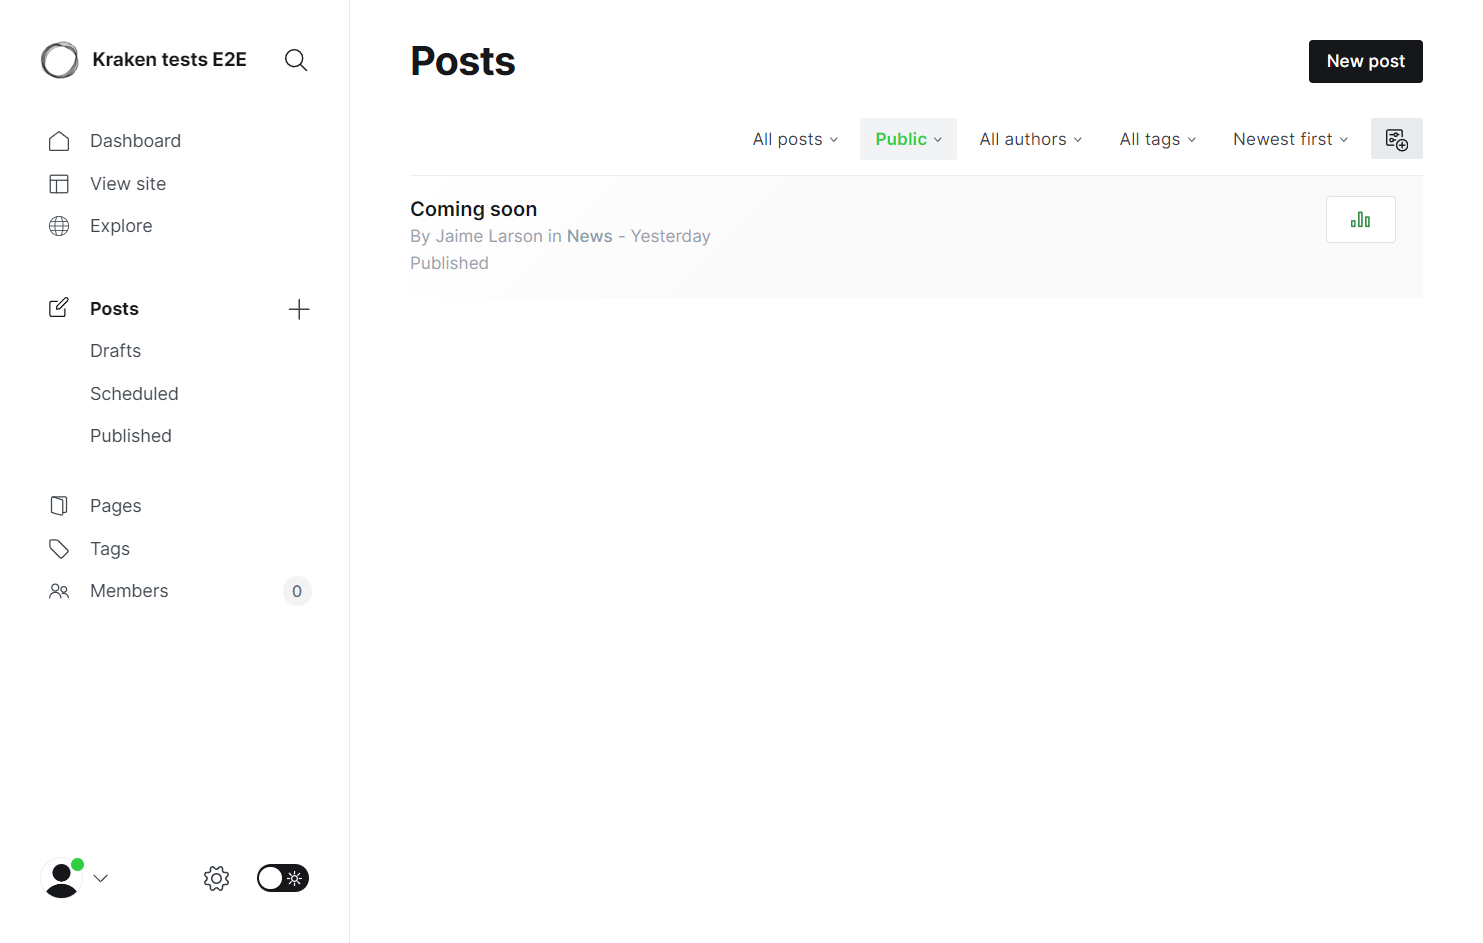 Kraken tests E2E
Dashboard
View site
Explore
Posts
Drafts
Scheduled
Published
Pages
Tags
Members 0
Posts
New post
All posts Public All authors All tags Newest first
Coming soon
By Jaime Larson in News - Yesterday
Published